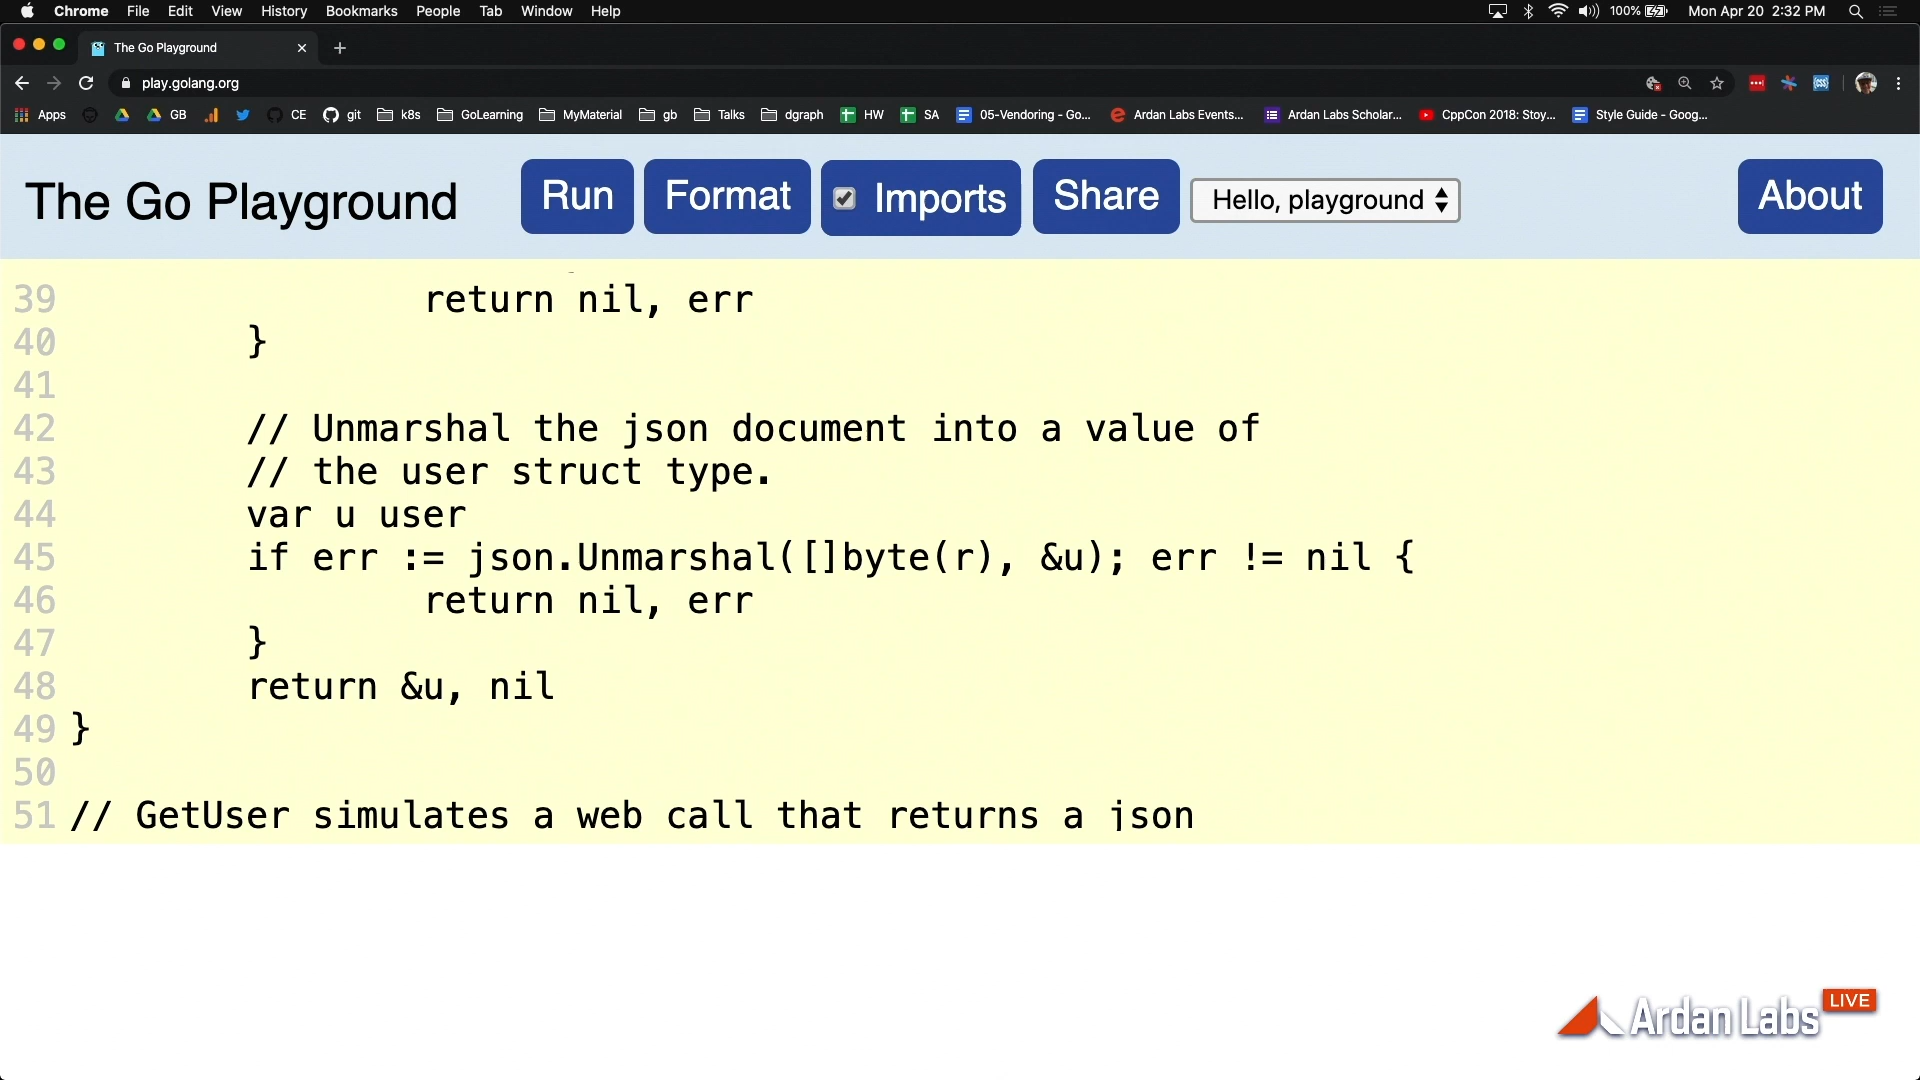 Chrome File Edit View History Bookmarks People Tab Window Help 100% Mon Apr 20 2:32 PM
The Go Playground
play.golang.org
Apps GB CE git k8s GoLearning MyMaterial gb Talks dgraph HW SA 05-Vendoring - Go... Ardan Labs Events... Ardan Labs Scholar... CppCon 2018: Stoy... Style Guide - Goog...
The Go Playground Run Format Imports Share Hello, playground About
39 return nil, err
40 }
41
42 // Unmarshal the json document into a value of
43 // the user struct type.
44 var u user
45 if err := json.Unmarshal([]byte(r), &u); err != nil {
46 return nil, err
47 }
48 return &u, nil
49 }
50
51 // GetUser simulates a web call that returns a json
Ardan Labs LIVE